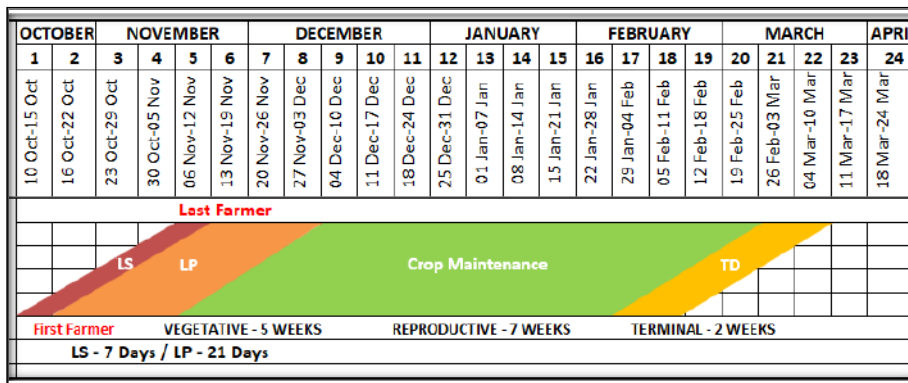 OCTOBER NOVEMBER DECEMBER JANUARY FEBRUARY MARCH APRI
1 2 3 4 5 6 7 8 9 10 11 12 13 14 15 16 17 18 19 20 21 22 23 24
10 Oct-15 Oct
16 Oct-22 Oct
23 Oct-29 Oct
30 Oct-05 Nov
06 Nov-12 Nov
13 Nov-19 Nov
20 Nov-26 Nov
27 Nov-03 Dec
04 Dec-10 Dec
11 Dec-17 Dec
18 Dec-24 Dec
25 Dec-31 Dec
01 Jan-07 Jan
08 Jan-14 Jan
15 Jan-21 Jan
22 Jan-28 Jan
29 Jan-04 Feb
05 Feb-11 Feb
12 Feb-18 Feb
19 Feb-25 Feb
26 Feb-03 Mar
04 Mar-10 Mar
11 Mar-17 Mar
18 Mar-24 Mar
Last Farmer
LS LP Crop Maintenance TD
First Farmer VEGETATIVE - 5 WEEKS REPRODUCTIVE - 7 WEEKS TERMINAL - 2 WEEKS
LS - 7 Days / LP - 21 Days